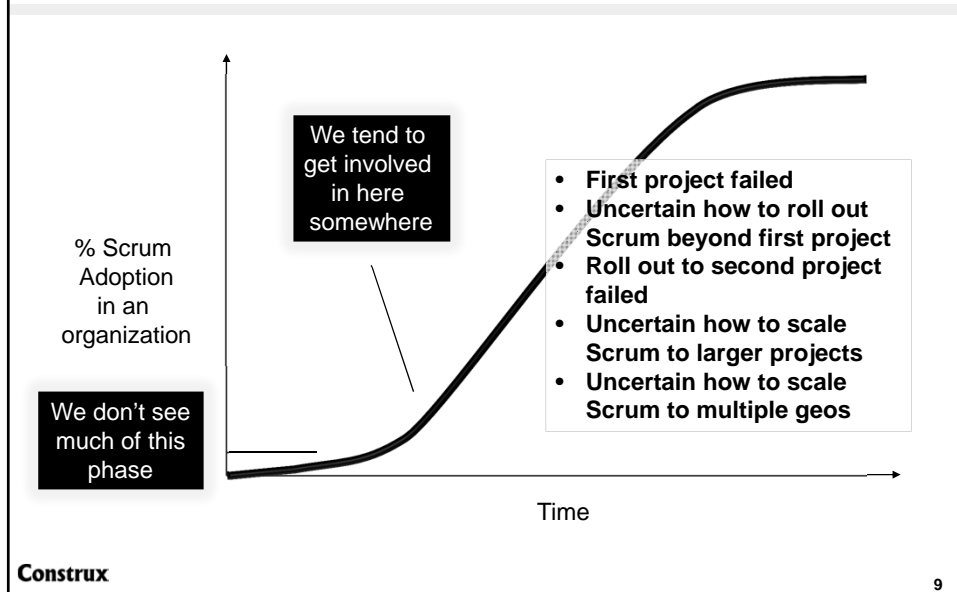 We tend to
get involved
in here
somewhere
• First project failed
• Uncertain how to roll out
Scrum beyond first project
• Roll out to second project
failed
• Uncertain how to scale
Scrum to larger projects
• Uncertain how to scale
Scrum to multiple geos
% Scrum
Adoption
in an
organization
We don't see
much of this
phase
Time
Construx
9